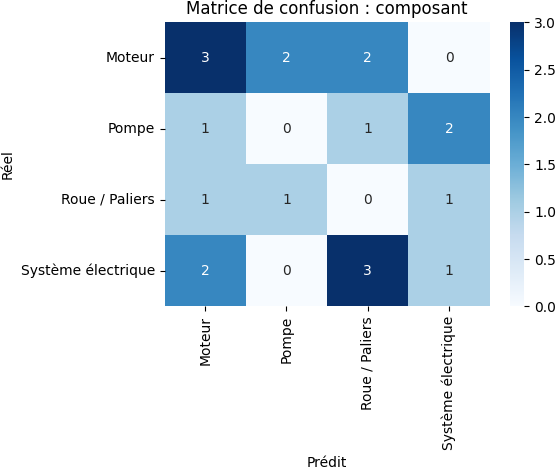 Matrice de confusion : composant
Réel
Moteur 3 2 2 0
Pompe 1 0 1 2
Roue / Paliers 1 1 0 1
Système électrique 2 0 3 1
Moteur Pompe Roue / Paliers Système électrique
Prédit
3.0
2.5
2.0
1.5
1.0
0.5
0.0